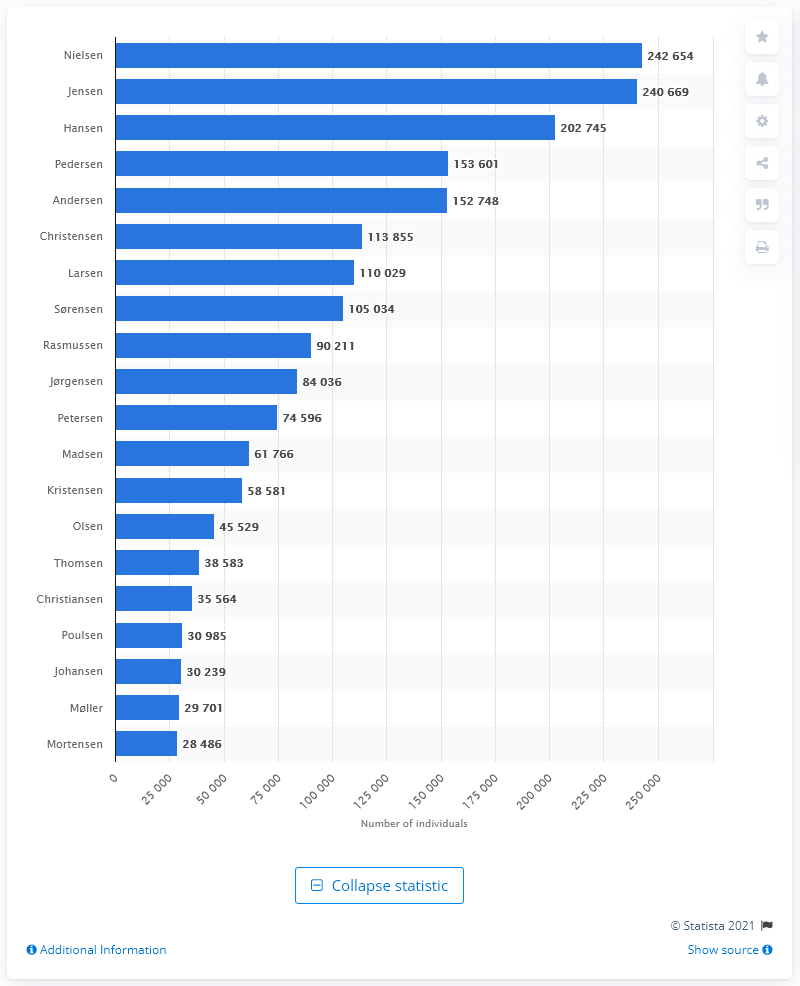 Nielsen 242 654
Jensen 240 669
Hansen 202 745
Pedersen 153 601
Andersen 152 748
Christensen 113 855
Larsen 110 029
Sørensen 105 034
Rasmussen 90 211
Jørgensen 84 036
Petersen 74 596
Madsen 61 766
Kristensen 58 581
Olsen 45 529
Thomsen 38 583
Christiansen 35 564
Poulsen 30 985
Johansen 30 239
Møller 29 701
Mortensen 28 486
0 25 000 50 000 75 000 100 000 125 000 150 000 175 000 200 000 225 000 250 000
Number of individuals
Collapse statistic
© Statista 2021
Additional Information Show source